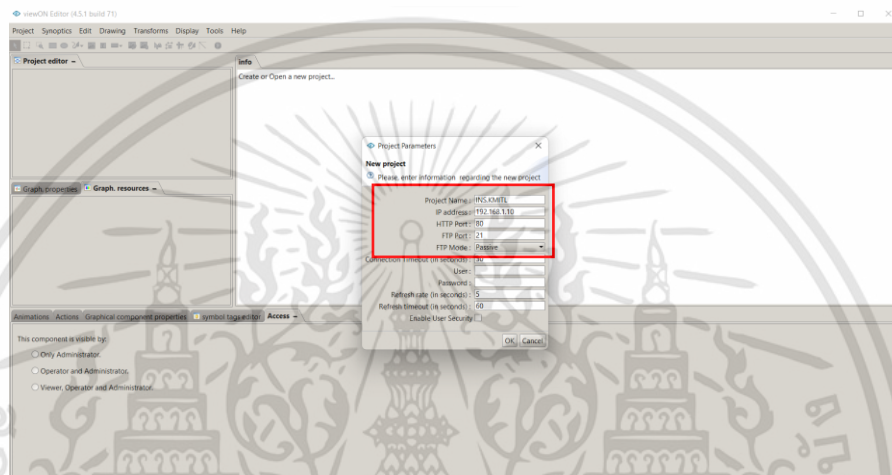 viewON Editor (4.5.1 build 71)
Project Synoptics Edit Drawing Transforms Display Tools Help
Project editor
info
Create or Open a new project...
Project Parameters
New project
Please, enter information regarding the new project
Project Name : INS.KMITL
IP address : 192.168.1.10
HTTP Port : 80
FTP Port : 21
FTP Mode : Passive
Connection Timeout (in seconds) :
User :
Password :
Refresh rate (in seconds) : 5
Refresh timeout (in seconds) : 60
Enable User Security
OK Cancel
Graph. properties Graph. resources
Animations Actions Graphical component properties symbol tags editor Access
This component is visible by:
Only Administrator.
Operator and Administrator.
Viewer, Operator and Administrator.